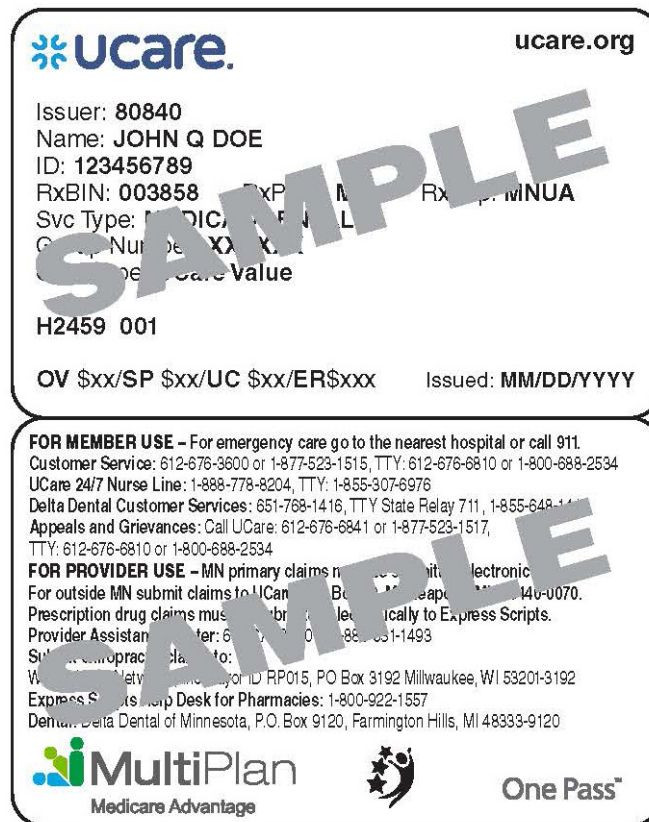 ucare.
ucare.org
Issuer: 80840
Name: JOHN Q DOE
ID: 123456789
RxBIN: 003858 MNUA
Svc Type:
Value
H2459 001
OV $xx/SP $xx/UC $xx/ER$xxx Issued: MM/DD/YYYY
SAMPLE
FOR MEMBER USE – For emergency care go to the nearest hospital or call 911.
Customer Service: 612-676-3600 or 1-877-523-1515, TTY: 612-676-6810 or 1-800-688-2534
UCare 24/7 Nurse Line: 1-888-778-8204, TTY: 1-855-307-6976
Delta Dental Customer Services: 651-768-1416, TTY State Relay 711,
Appeals and Grievances: Call UCare: 612-676-6841 or 1-877-523-1517,
TTY: 612-676-6810 or 1-800-688-2534
FOR PROVIDER USE – MN primary claims
For outside MN submit claims to
Prescription drug claims to Express Scripts.
Provider
to:
ID RP015, PO Box 3192 Millwaukee, WI 53201-3192
Express Desk for Pharmacies: 1-800-922-1557
Delta Dental of Minnesota, P.O. Box 9120, Farmington Hills, MI 48333-9120
SAMPLE
MultiPlan
Medicare Advantage
One Pass™